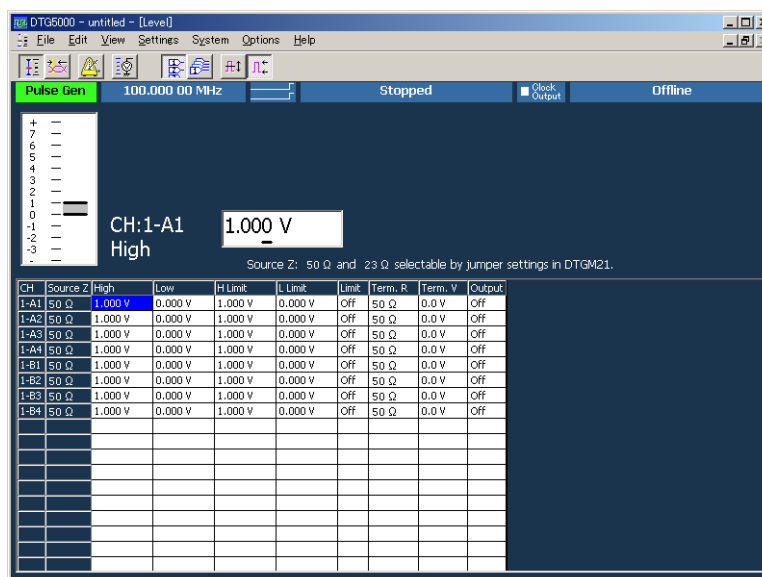 DTG5000 - untitled - [Level]
File Edit View Settings System Options Help
Pulse Gen 100.000 00 MHz Stopped Clock Output Offline
+
7
6
5
4
3
2
1
0
-1
-2
-3
-
CH:1-A1 1.000 V
High
Source Z: 50 Ω and 23 Ω selectable by jumper settings in DTGM21.
CH Source Z High Low H Limit L Limit Limit Term. R Term. V Output
1-A1 50 Ω 1.000 V 0.000 V 1.000 V 0.000 V Off 50 Ω 0.0 V Off
1-A2 50 Ω 1.000 V 0.000 V 1.000 V 0.000 V Off 50 Ω 0.0 V Off
1-A3 50 Ω 1.000 V 0.000 V 1.000 V 0.000 V Off 50 Ω 0.0 V Off
1-A4 50 Ω 1.000 V 0.000 V 1.000 V 0.000 V Off 50 Ω 0.0 V Off
1-B1 50 Ω 1.000 V 0.000 V 1.000 V 0.000 V Off 50 Ω 0.0 V Off
1-B2 50 Ω 1.000 V 0.000 V 1.000 V 0.000 V Off 50 Ω 0.0 V Off
1-B3 50 Ω 1.000 V 0.000 V 1.000 V 0.000 V Off 50 Ω 0.0 V Off
1-B4 50 Ω 1.000 V 0.000 V 1.000 V 0.000 V Off 50 Ω 0.0 V Off